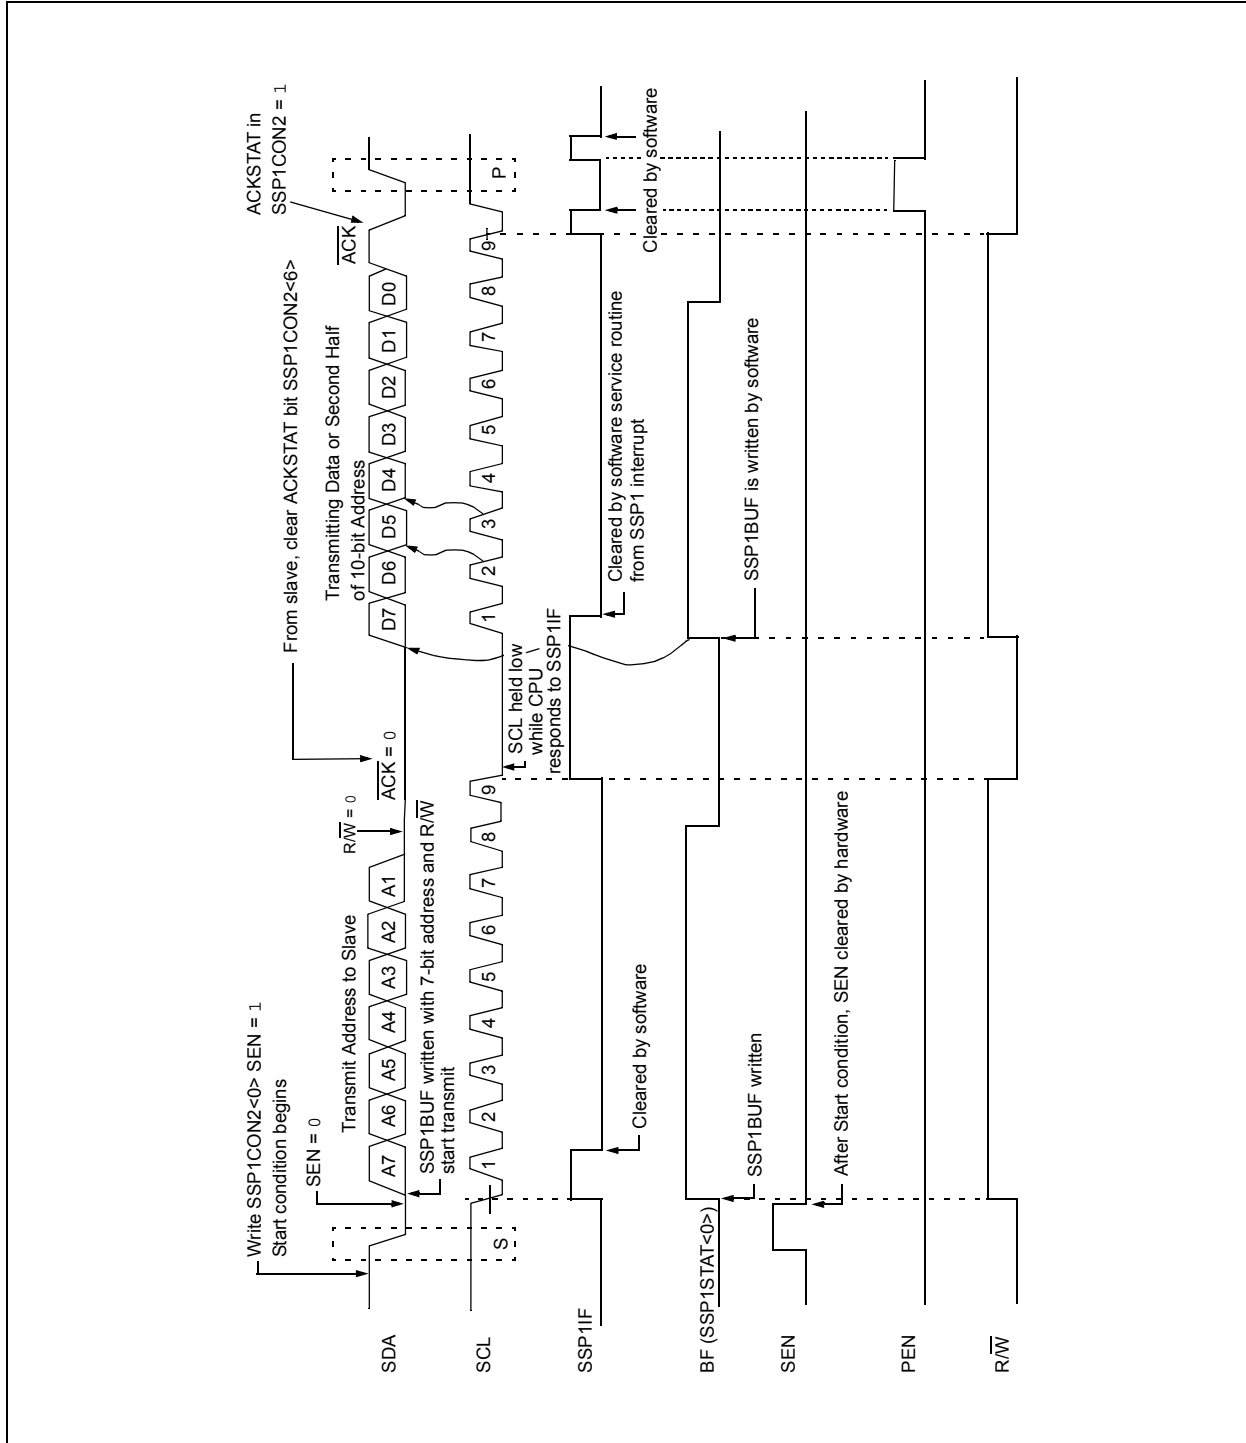 Write SSP1CON2<0> SEN = 1
Start condition begins
SEN = 0
Transmit Address to Slave
R/W = 0
From slave, clear ACKSTAT bit SSP1CON2<6>
ACK = 0
Transmitting Data or Second Half
of 10-bit Address
ACKSTAT in
SSP1CON2 = 1
ACK
SDA
A7 A6 A5 A4 A3 A2 A1
D7 D6 D5 D4 D3 D2 D1 D0
SSP1BUF written with 7-bit address and R/W
start transmit
SCL
S
1 2 3 4 5 6 7 8 9
1 2 3 4 5 6 7 8 9
P
SCL held low
while CPU
responds to SSP1IF
SSP1IF
Cleared by software
Cleared by software service routine
from SSP1 interrupt
Cleared by software
BF (SSP1STAT<0>)
SSP1BUF written
SSP1BUF is written by software
SEN
After Start condition, SEN cleared by hardware
PEN
R/W